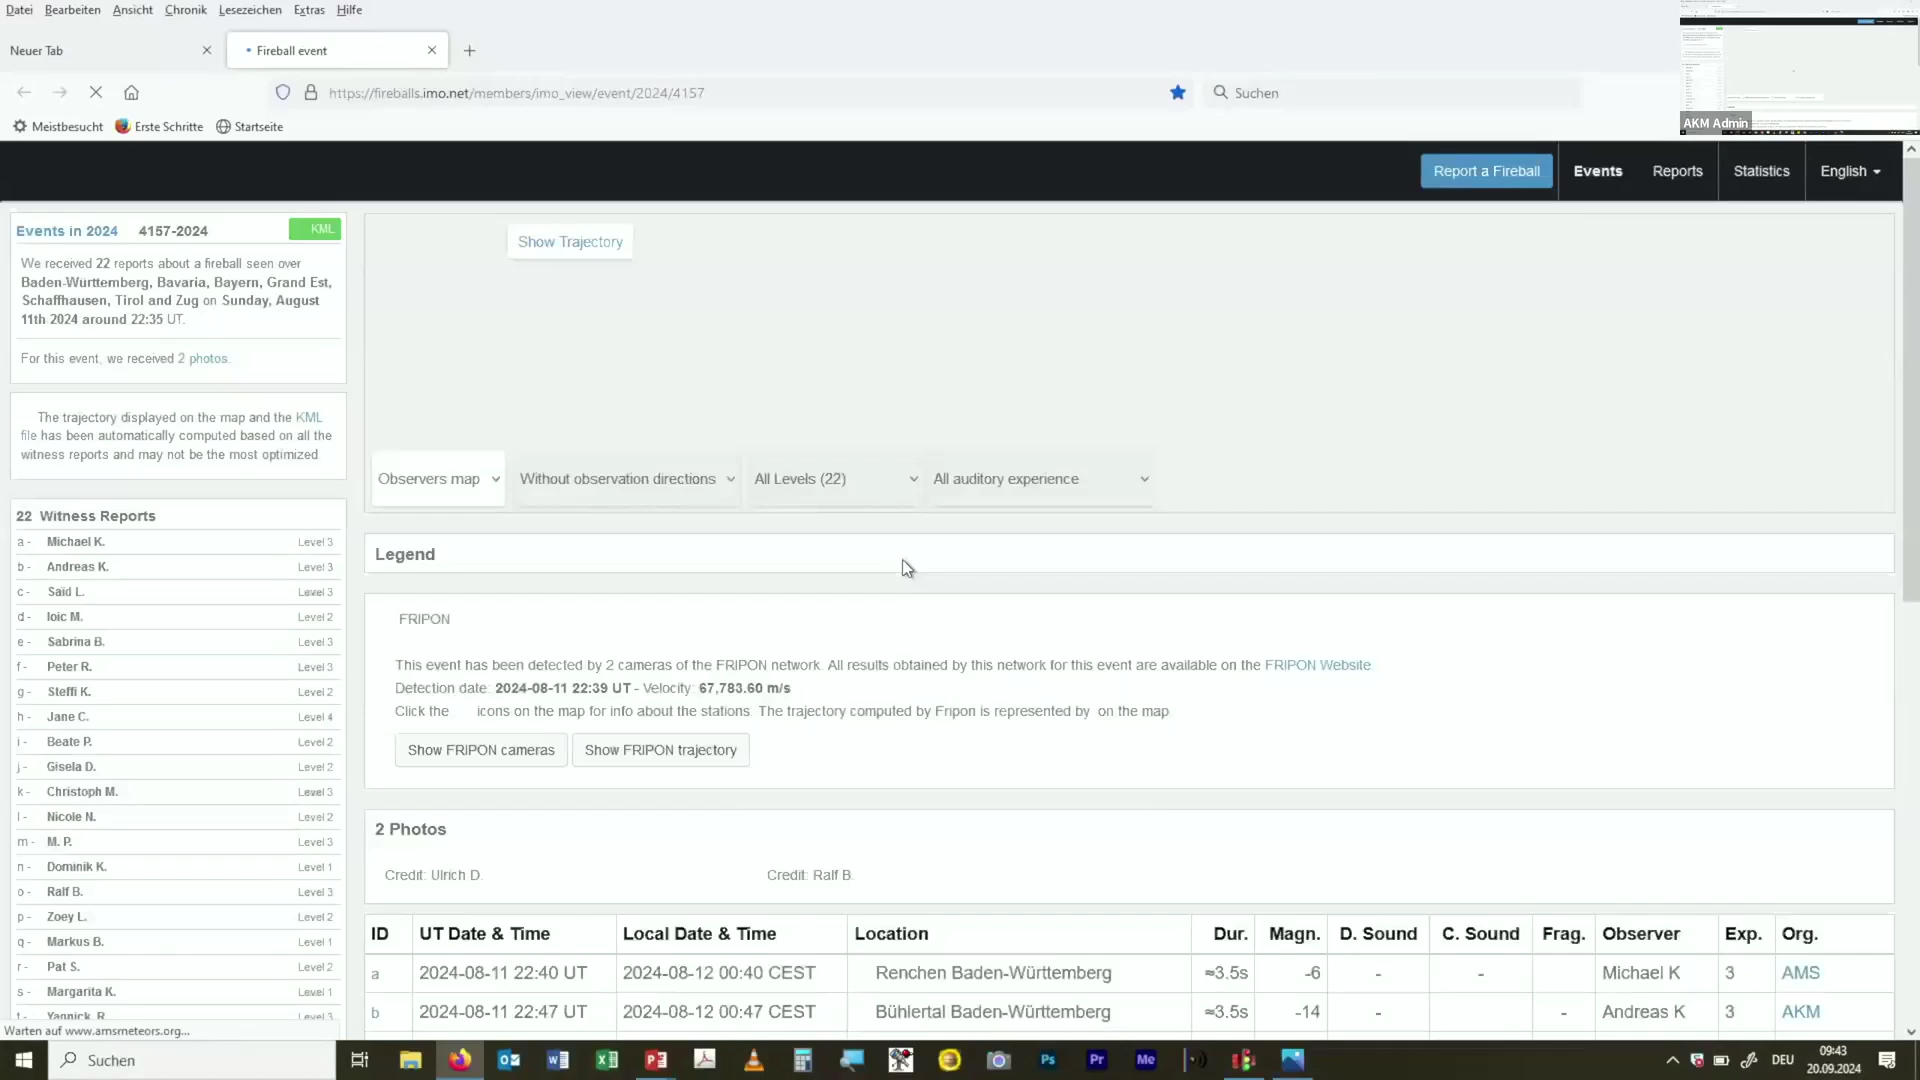 Datei Bearbeiten Ansicht Chronik Lesezeichen Extras Hilfe
Neuer Tab
Fireball event
https://fireballs.imo.net/members/imo_view/event/2024/4157
Suchen
Meistbesucht Erste Schritte Startseite
AKM Admin
Report a Fireball Events Reports Statistics English
Events in 2024 4157-2024 KML
We received 22 reports about a fireball seen over
Baden-Württemberg, Bavaria, Bayern, Grand Est,
Schaffhausen, Tirol and Zug on Sunday, August
11th 2024 around 22:35 UT.
For this event, we received 2 photos.
The trajectory displayed on the map and the KML
file has been automatically computed based on all the
witness reports and may not be the most optimized
22 Witness Reports
a - Michael K. Level 3
b - Andreas K. Level 3
c - Saïd L. Level 3
d - loic M. Level 2
e - Sabrina B. Level 3
f - Peter R. Level 3
g - Steffi K. Level 2
h - Jane C. Level 4
i - Beate P. Level 2
j - Gisela D. Level 2
k - Christoph M. Level 3
l - Nicole N. Level 2
m - M. P. Level 3
n - Dominik K. Level 1
o - Ralf B. Level 3
p - Zoey L. Level 2
q - Markus B. Level 1
r - Pat S. Level 2
s - Margarita K. Level 1
t - Yannick R. Level 3
Show Trajectory
Observers map Without observation directions All Levels (22) All auditory experience
Legend
FRIPON
This event has been detected by 2 cameras of the FRIPON network. All results obtained by this network for this event are available on the FRIPON Website
Detection date: 2024-08-11 22:39 UT - Velocity: 67,783.60 m/s
Click the icons on the map for info about the stations. The trajectory computed by Fripon is represented by on the map
Show FRIPON cameras Show FRIPON trajectory
2 Photos
Credit: Ulrich D. Credit: Ralf B.
ID UT Date & Time Local Date & Time Location Dur. Magn. D. Sound C. Sound Frag. Observer Exp. Org.
a 2024-08-11 22:40 UT 2024-08-12 00:40 CEST Renchen Baden-Württemberg ≈3.5s -6 - - Michael K 3 AMS
b 2024-08-11 22:47 UT 2024-08-12 00:47 CEST Bühlertal Baden-Württemberg ≈3.5s -14 - - Andreas K 3 AKM
Warten auf www.amsmeteors.org...
Suchen
DEU
09:43
20.09.2024